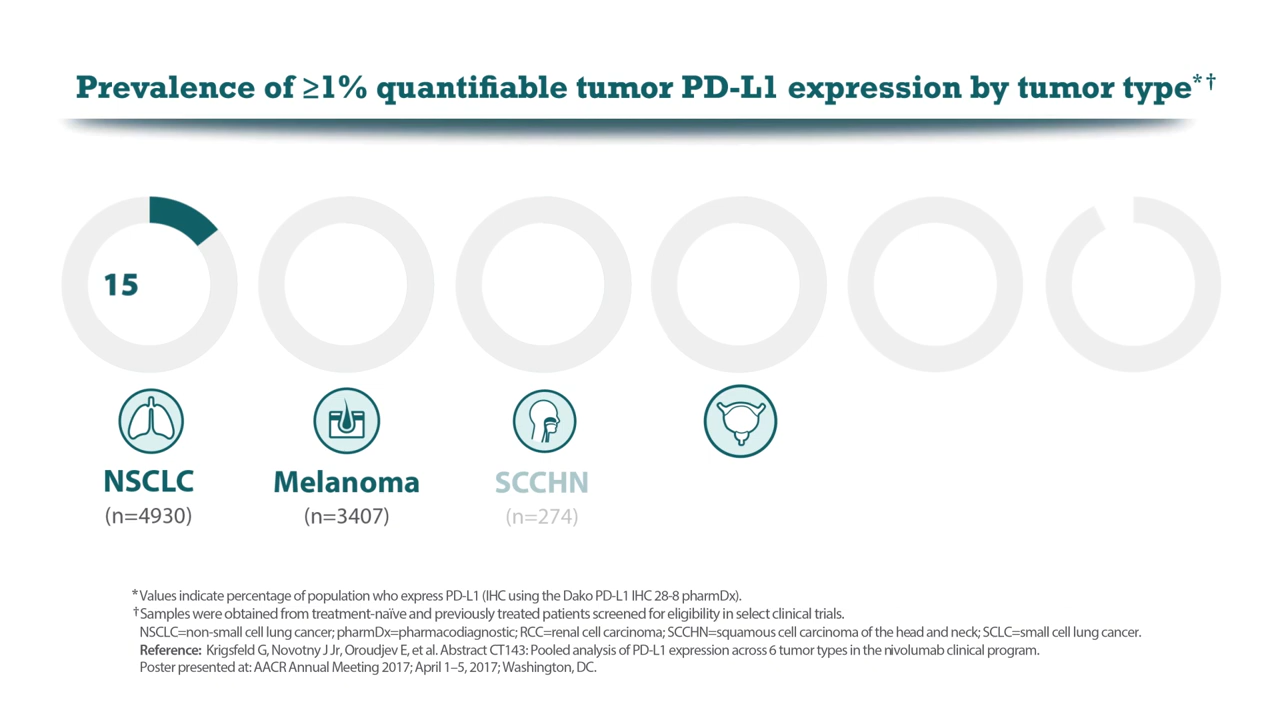 Prevalence of ≥1% quantifiable tumor PD-L1 expression by tumor type*†
15
NSCLC
(n=4930)
Melanoma
(n=3407)
SCCHN
(n=274)
*Values indicate percentage of population who express PD-L1 (IHC using the Dako PD-L1 IHC 28-8 pharmDx).
†Samples were obtained from treatment-naïve and previously treated patients screened for eligibility in select clinical trials.
NSCLC=non-small cell lung cancer; pharmDx=pharmacodiagnostic; RCC=renal cell carcinoma; SCCHN=squamous cell carcinoma of the head and neck; SCLC=small cell lung cancer.
Reference: Krigsfeld G, Novotny J Jr, Oroudjev E, et al. Abstract CT143: Pooled analysis of PD-L1 expression across 6 tumor types in the nivolumab clinical program.
Poster presented at: AACR Annual Meeting 2017; April 1–5, 2017; Washington, DC.